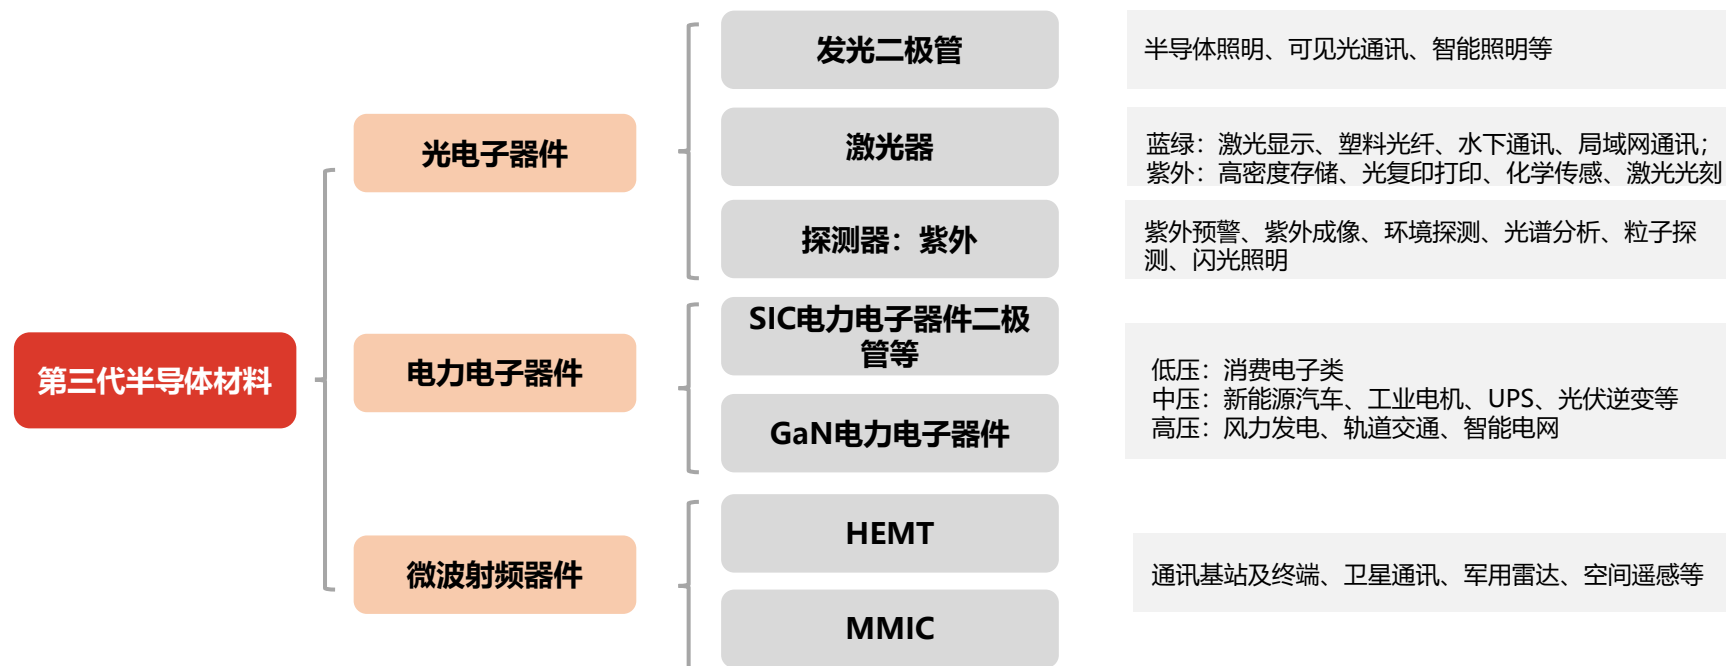 第三代半导体材料
光电子器件
发光二极管
半导体照明、可见光通讯、智能照明等
激光器
蓝绿：激光显示、塑料光纤、水下通讯、局域网通讯；
紫外：高密度存储、光复印打印、化学传感、激光光刻
探测器：紫外
紫外预警、紫外成像、环境探测、光谱分析、粒子探
测、闪光照明
电力电子器件
SIC电力电子器件二极
管等
GaN电力电子器件
低压：消费电子类
中压：新能源汽车、工业电机、UPS、光伏逆变等
高压：风力发电、轨道交通、智能电网
微波射频器件
HEMT
MMIC
通讯基站及终端、卫星通讯、军用雷达、空间遥感等